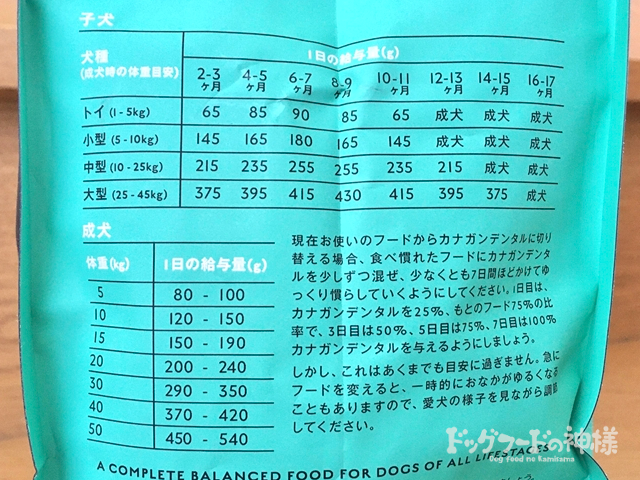 子犬
犬種 1日の給与量(g)
(成犬時の体重目安) 2-3ヶ月 4-5ヶ月 6-7ヶ月 8-9ヶ月 10-11ヶ月 12-13ヶ月 14-15ヶ月 16-17ヶ月
トイ (1-5kg) 65 85 90 85 65 成犬 成犬 成犬
小型 (5-10kg) 145 165 180 165 145 成犬 成犬 成犬
中型 (10-25kg) 215 235 255 255 235 215 成犬 成犬
大型 (25-45kg) 375 395 415 430 415 395 375 成犬
成犬
体重(kg) 1日の給与量(g)
5 80 - 100
10 120 - 150
15 150 - 190
20 200 - 240
30 290 - 350
40 370 - 420
50 450 - 540
現在お使いのフードからカナガンデンタルに切り
替える場合、食べ慣れたフードにカナガンデンタ
ルを少しずつ混ぜ、少なくとも7日間ほどかけてゆ
っくり慣らしていくようにしてください。1日目は、
カナガンデンタルを25%、もとのフード75%の比
率で、3日目は50%、5日目は75%、7日目は100%
カナガンデンタルを与えるようにしましょう。
しかし、これはあくまでも目安に過ぎません。急に
フードを変えると、一時的におなかがゆるくなる
こともありますので、愛犬の様子を見ながら調節
してください。
ドッグフードの神様
Dog Food no Kamisama
A COMPLETE BALANCED FOOD FOR DOGS OF ALL LIFESTAGES